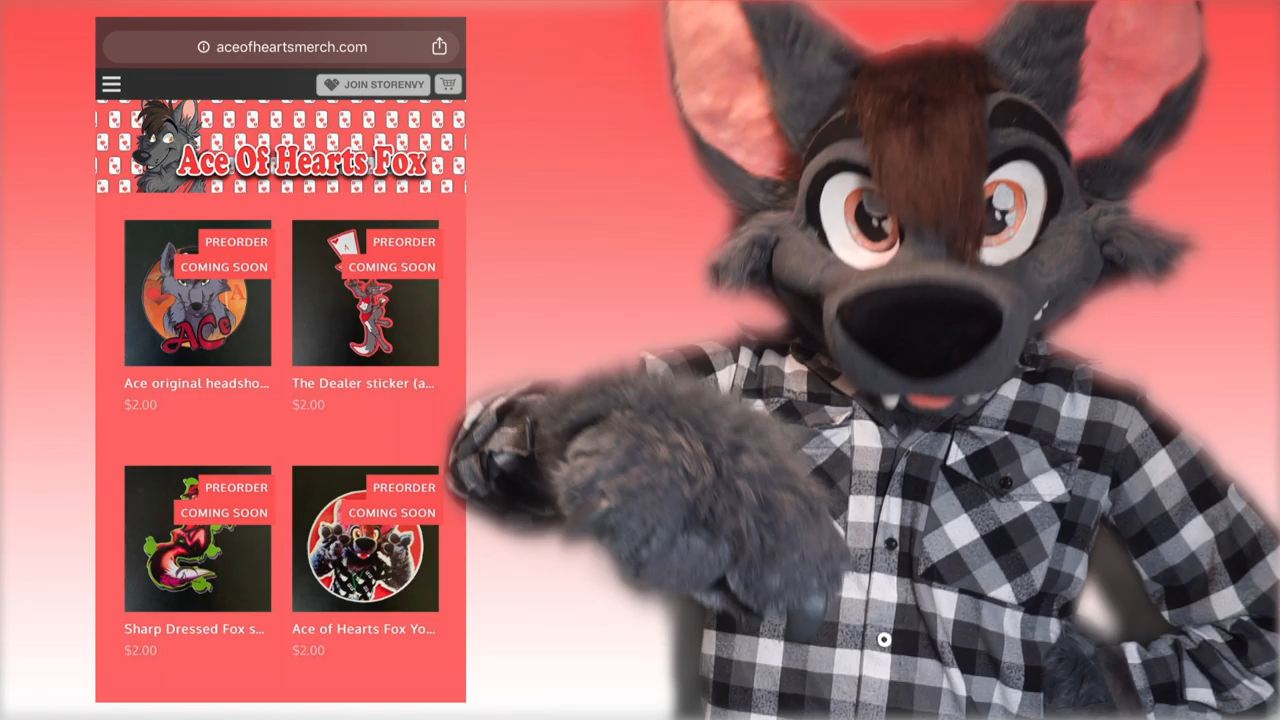 aceofheartsmerch.com
JOIN STORENVY
Ace Of Hearts Fox
PREORDER
COMING SOON
ACe
Ace original headsho...
$2.00
PREORDER
COMING SOON
A
The Dealer sticker (a...
$2.00
PREORDER
COMING SOON
Sharp Dressed Fox s...
$2.00
PREORDER
COMING SOON
Ace of Hearts Fox Yo...
$2.00